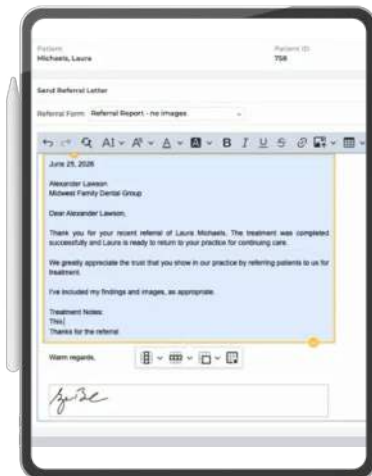 Patient
Patient ID
Michaels, Laura
758
Send Referral Letter
Referral Form: Referral Report - no images
B I U S
June 25, 2026
Alexander Lawson
Midwest Family Dental Group
Dear Alexander Lawson,
Thank you for your recent referral of Laura Michaels. The treatment was completed
successfully and Laura is ready to return to your practice for continuing care.
We greatly appreciate the trust that you show in our practice by referring patients to us for
treatment.
I've included my findings and images, as appropriate.
Treatment Notes:
This
Thanks for the referral
Warm regards,